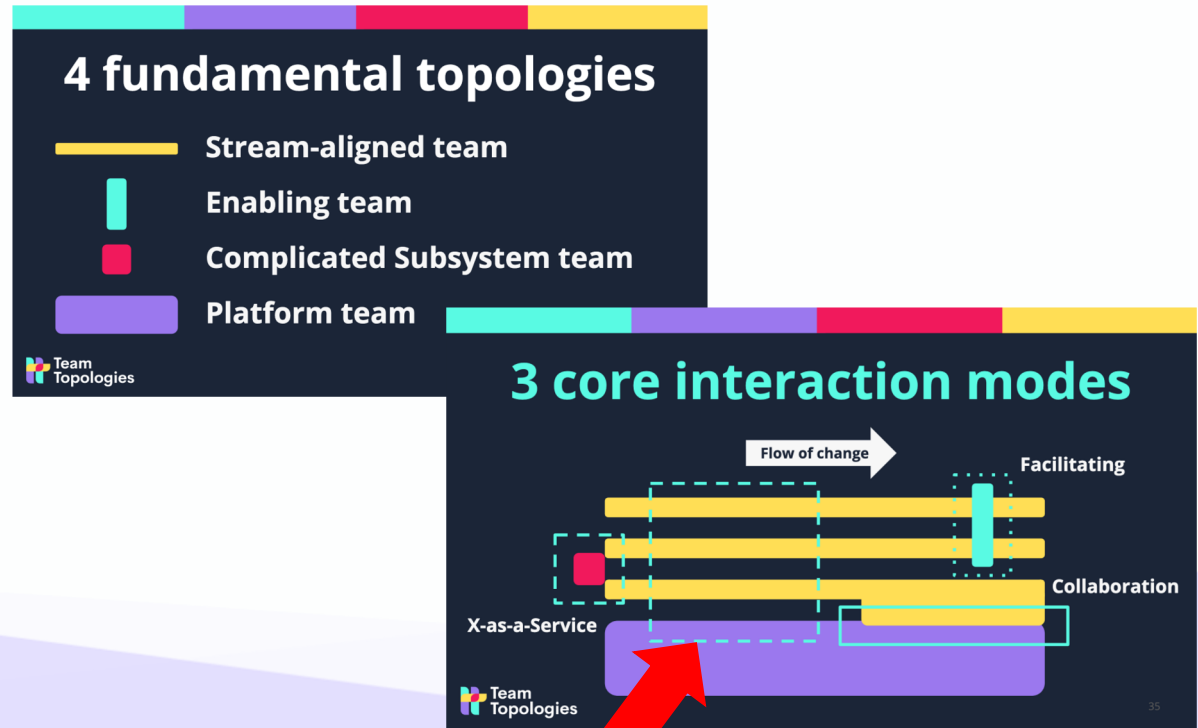 4 fundamental topologies
Stream-aligned team
Enabling team
Complicated Subsystem team
Platform team
Team
Topologies
3 core interaction modes
Flow of change
Facilitating
Collaboration
X-as-a-Service
Team
Topologies
35